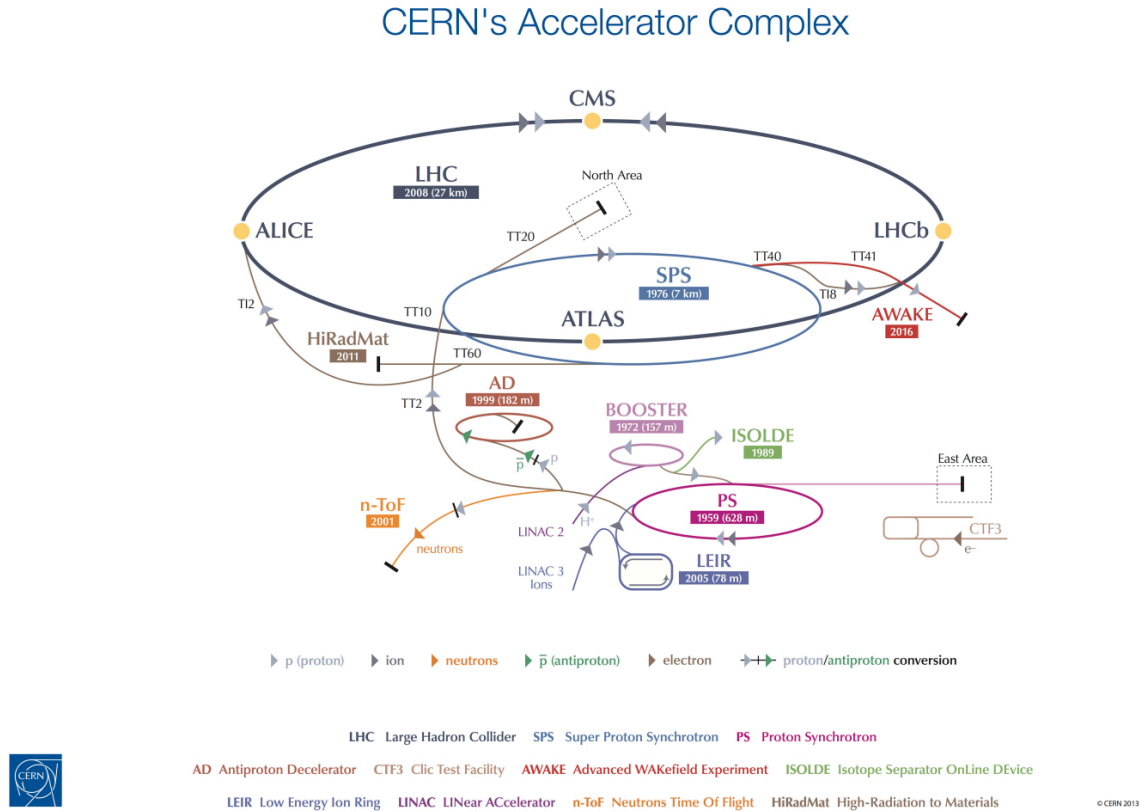 CERN's Accelerator Complex
CMS
LHC
2008 (27 km)
North Area
ALICE
LHCb
TT20
TT40
TT41
SPS
1976 (7 km)
TI2
TI8
TT10
ATLAS
AWAKE
2016
HiRadMat
2011
TT60
AD
1999 (182 m)
TT2
BOOSTER
1972 (157 m)
ISOLDE
1989
p̅
p
East Area
n-ToF
2001
PS
1959 (628 m)
H⁺
LINAC 2
CTF3
neutrons
e–
LEIR
2005 (78 m)
LINAC 3
Ions
p (proton) ion neutrons p̅ (antiproton) electron proton/antiproton conversion
LHC Large Hadron Collider SPS Super Proton Synchrotron PS Proton Synchrotron
AD Antiproton Decelerator CTF3 Clic Test Facility AWAKE Advanced WAKefield Experiment ISOLDE Isotope Separator OnLine DEvice
LEIR Low Energy Ion Ring LINAC LINear ACcelerator n-ToF Neutrons Time Of Flight HiRadMat High-Radiation to Materials
CERN
© CERN 2013